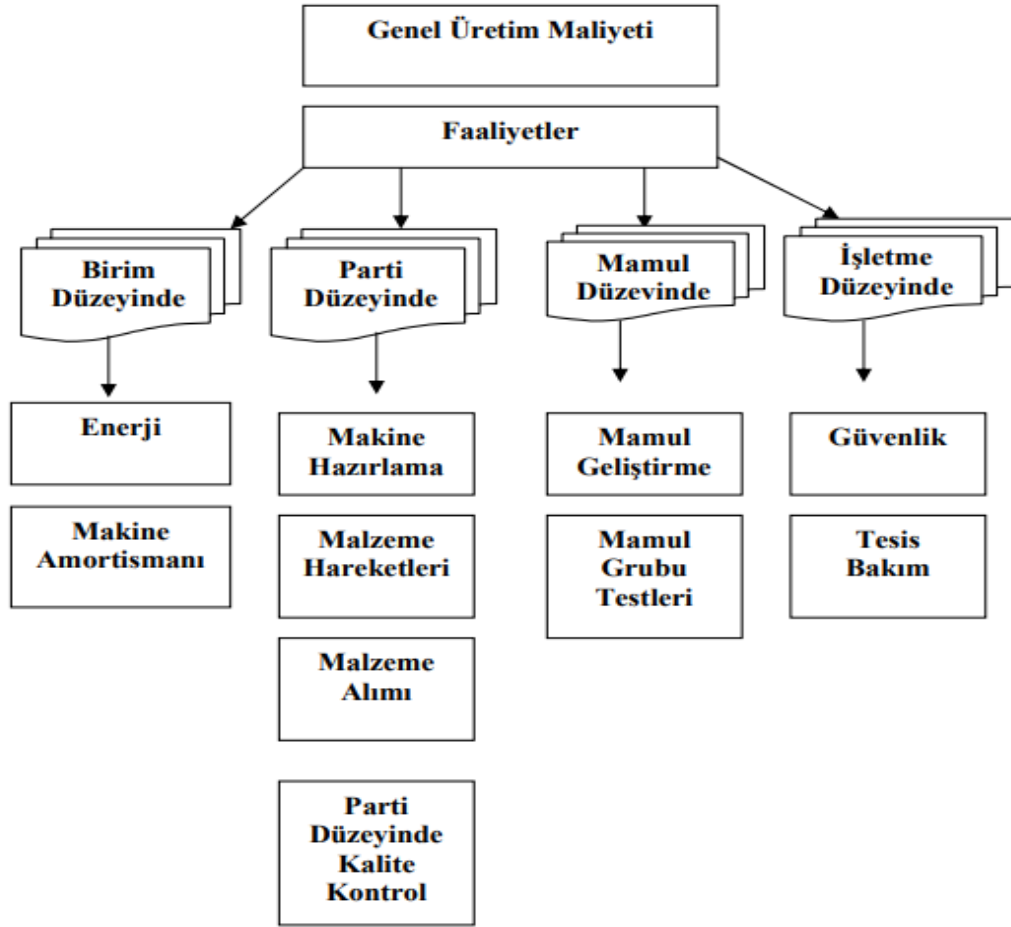 Genel Üretim Maliyeti
Faaliyetler
Birim
Düzeyinde
Parti
Düzeyinde
Mamul
Düzevinde
İşletme
Düzeyinde
Enerji
Makine
Amortismanı
Makine
Hazırlama
Malzeme
Hareketleri
Malzeme
Alımı
Parti
Düzeyinde
Kalite
Kontrol
Mamul
Geliştirme
Mamul
Grubu
Testleri
Güvenlik
Tesis
Bakım